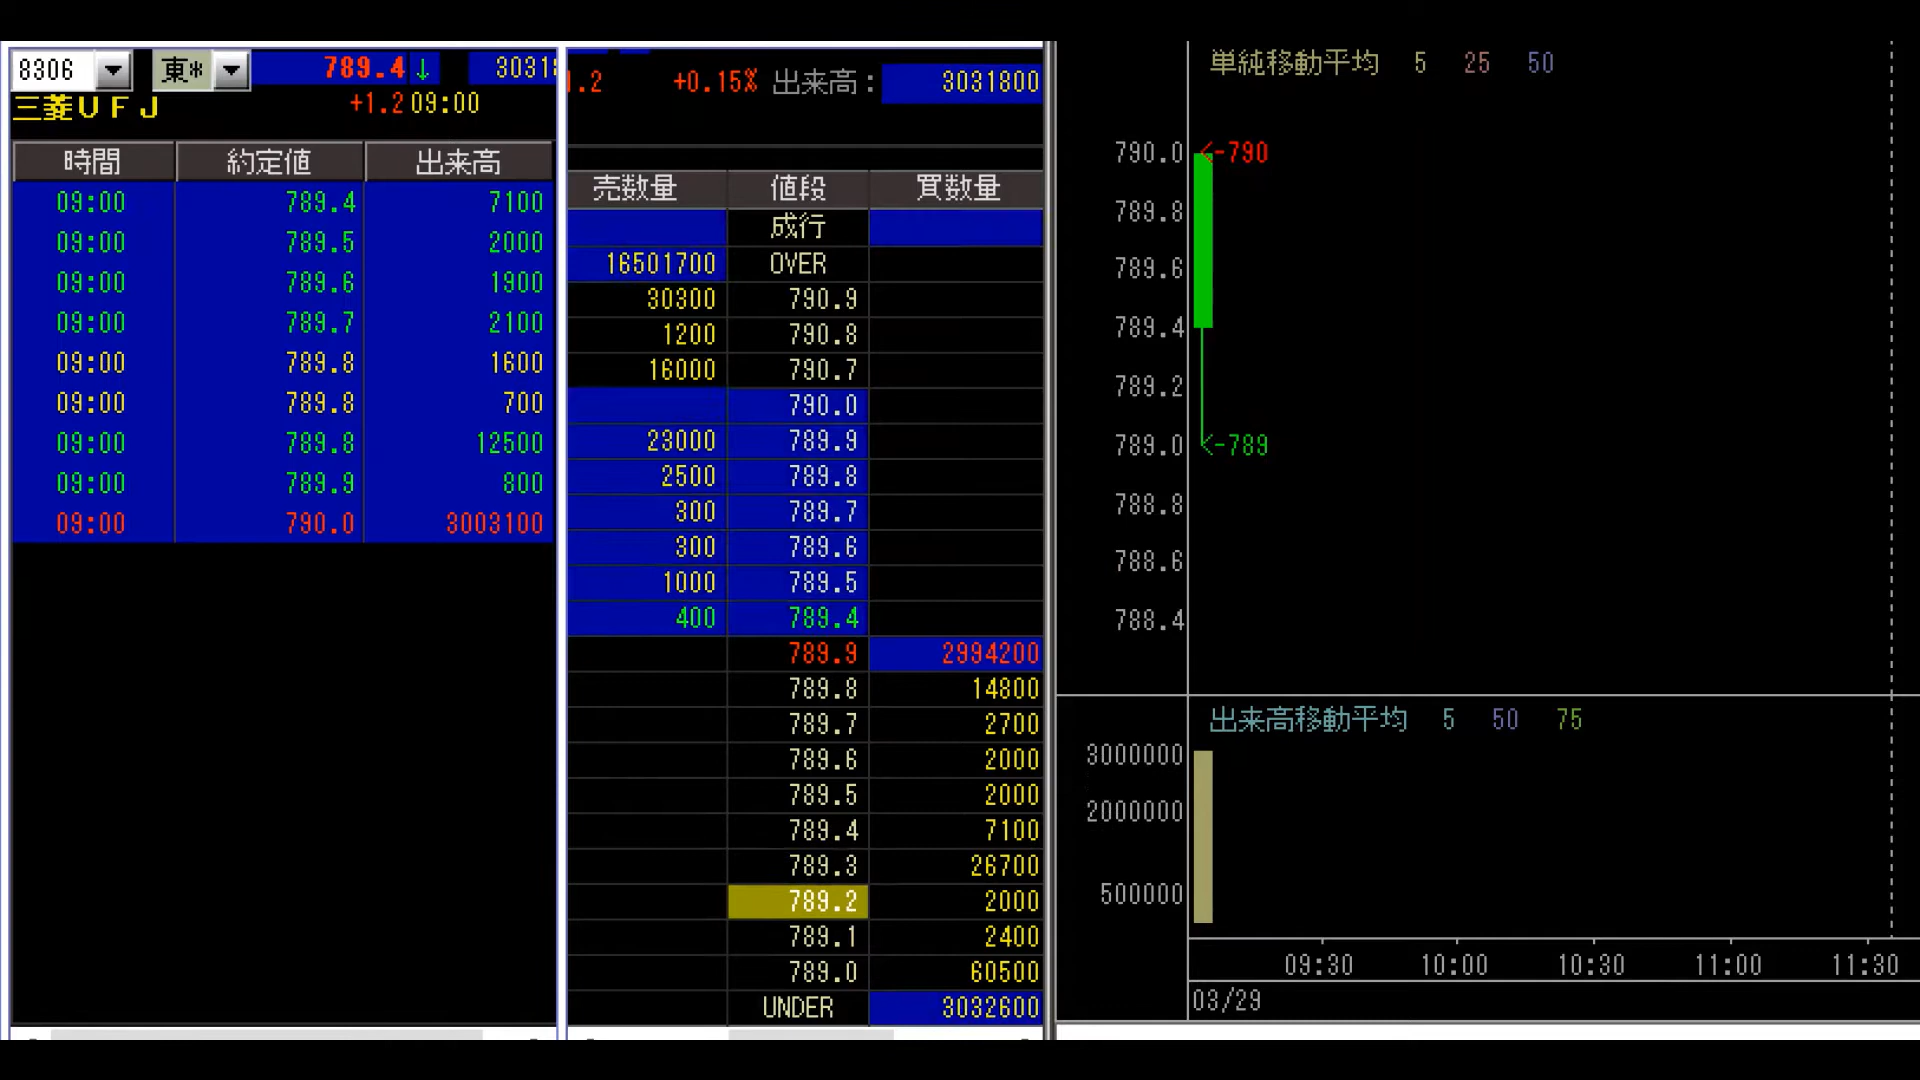 8306 東* 789.4↓ 3031
三菱ＵＦＪ +1.2 09:00
時間 約定値 出来高
09:00 789.4 7100
09:00 789.5 2000
09:00 789.6 1900
09:00 789.7 2100
09:00 789.8 1600
09:00 789.8 700
09:00 789.8 12500
09:00 789.9 800
09:00 790.0 3003100
.2 +0.15% 出来高: 3031800
売数量 値段 買数量
成行
16501700 OVER
30300 790.9
1200 790.8
16000 790.7
790.0
23000 789.9
2500 789.8
300 789.7
300 789.6
1000 789.5
400 789.4
789.9 2994200
789.8 14800
789.7 2700
789.6 2000
789.5 2000
789.4 7100
789.3 26700
789.2 2000
789.1 2400
789.0 60500
UNDER 3032600
単純移動平均 5 25 50
790.0 <-790
789.8
789.6
789.4
789.2
789.0 <-789
788.8
788.6
788.4
出来高移動平均 5 50 75
3000000
2000000
500000
09:30 10:00 10:30 11:00 11:30
03/29